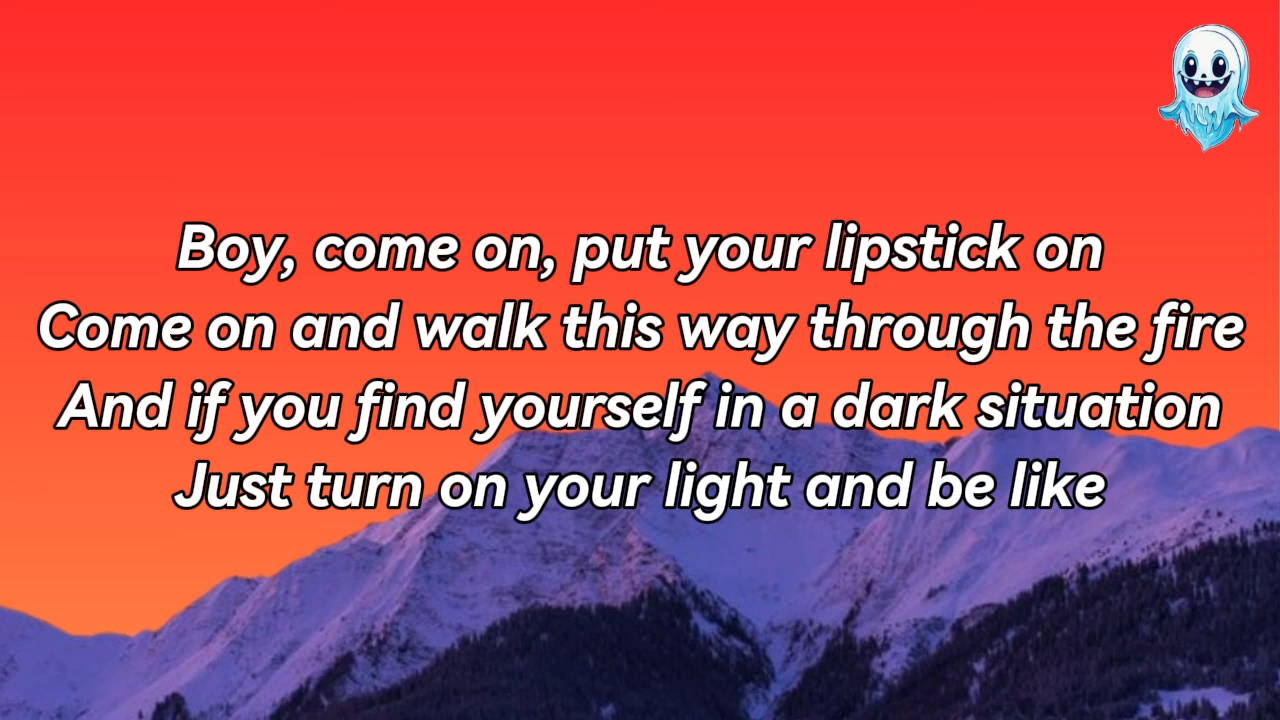 Boy, come on, put your lipstick on
Come on and walk this way through the fire
And if you find yourself in a dark situation
Just turn on your light and be like